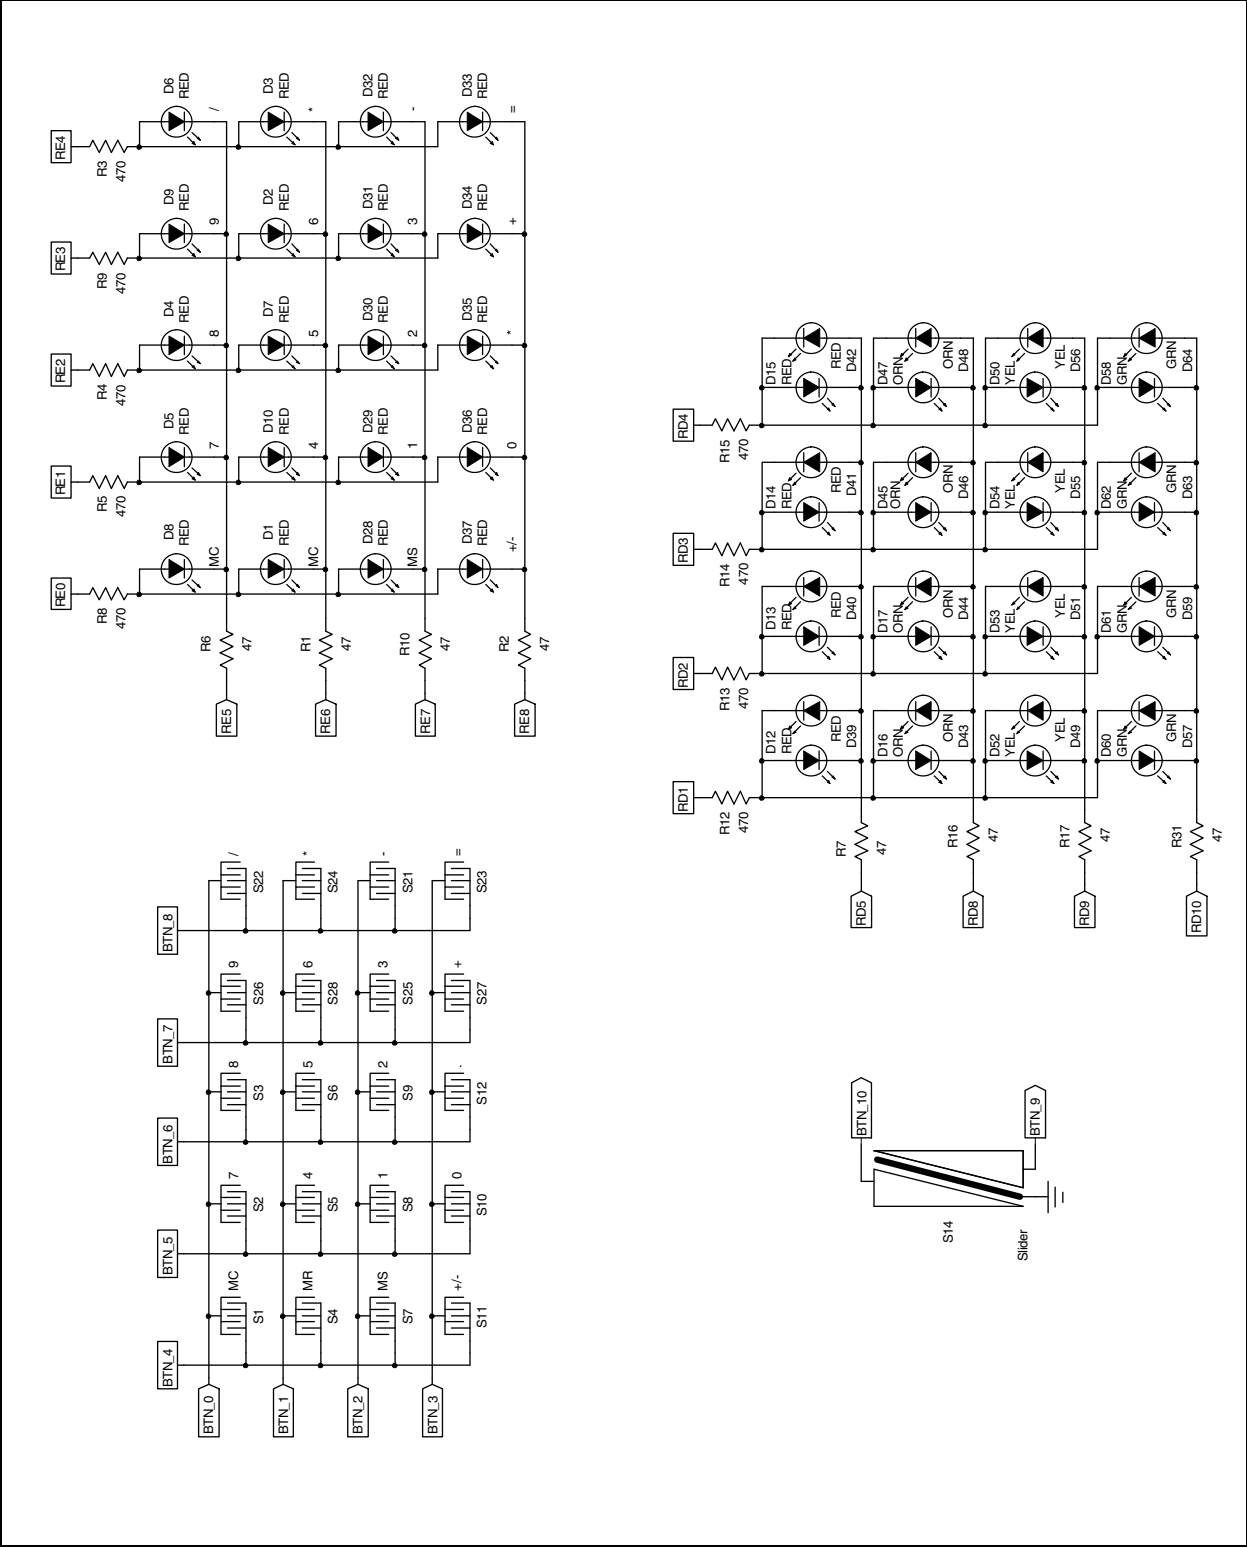 RE4
R3
470
D6
RED
/
D3
RED
*
D32
RED
-
D33
RED
=
RE3
R9
470
D9
RED
9
D2
RED
6
D31
RED
3
D34
RED
+
RE2
R4
470
D4
RED
8
D7
RED
5
D30
RED
2
D35
RED
*
RE1
R5
470
D5
RED
7
D10
RED
4
D29
RED
1
D36
RED
0
RE0
R8
470
D8
RED
MC
D1
RED
MC
D28
RED
MS
D37
RED
+/-
R6
47
R1
47
R10
47
R2
47
RE5
RE6
RE7
RE8
RD4
R15
470
D15
RED
RED
D42
D47
ORN
ORN
D48
D50
YEL
YEL
D56
D58
GRN
GRN
D64
RD3
R14
470
D14
RED
RED
D41
D45
ORN
ORN
D46
D54
YEL
YEL
D55
D62
GRN
GRN
D63
RD2
R13
470
D13
RED
RED
D40
D17
ORN
ORN
D44
D53
YEL
YEL
D51
D61
GRN
GRN
D59
RD1
R12
470
D12
RED
RED
D39
D16
ORN
ORN
D43
D52
YEL
YEL
D49
D60
GRN
GRN
D57
R7
47
R16
47
R17
47
R31
47
RD5
RD8
RD9
RD10
BTN_8
/
S22
*
S24
-
S21
=
S23
BTN_7
9
S26
6
S28
3
S25
+
S27
BTN_6
8
S3
5
S6
2
S9
.
S12
BTN_5
7
S2
4
S5
1
S8
0
S10
BTN_4
MC
S1
MR
S4
MS
S7
+/-
S11
BTN_0
BTN_1
BTN_2
BTN_3
BTN_10
BTN_9
S14
Slider